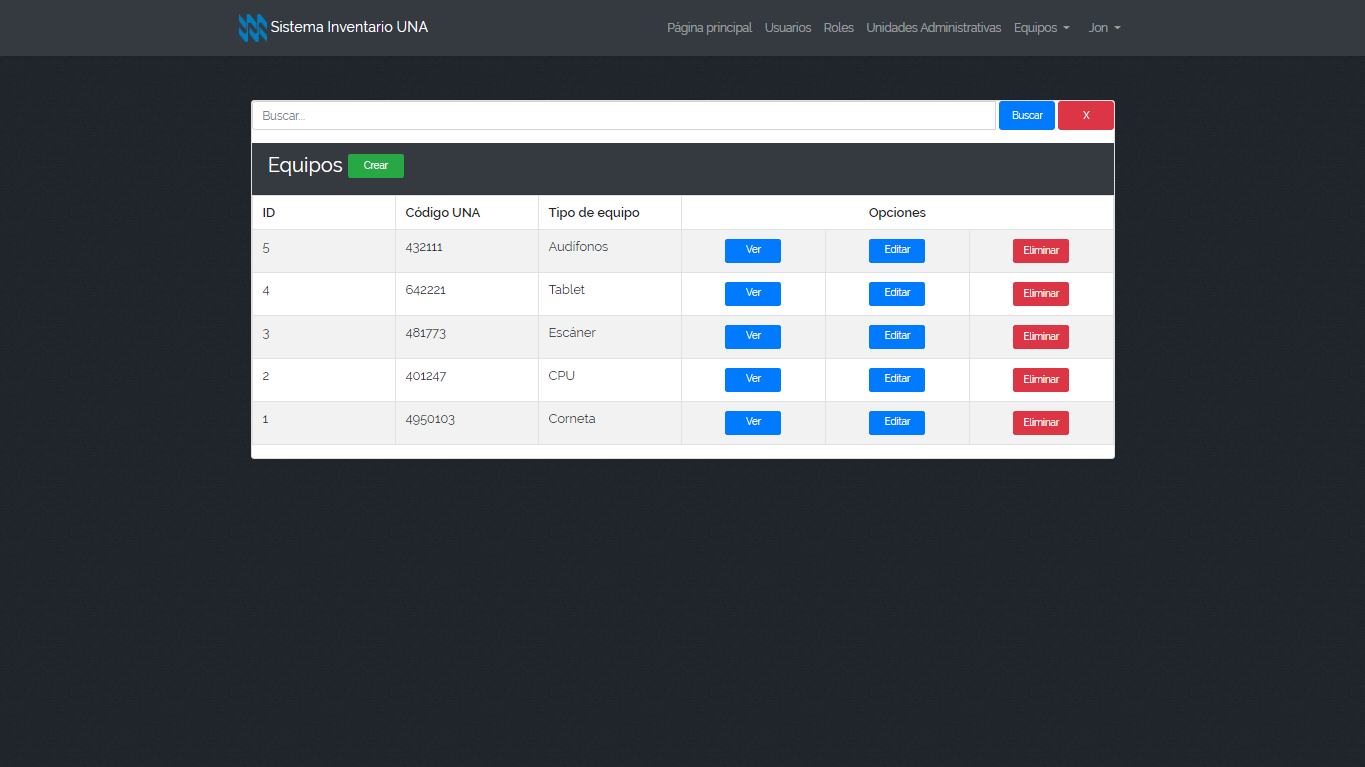 Sistema Inventario UNA Página principal Usuarios Roles Unidades Administrativas Equipos Jon
Buscar... Buscar X
Equipos Crear
ID Código UNA Tipo de equipo Opciones
5 432111 Audífonos Ver Editar Eliminar
4 642221 Tablet Ver Editar Eliminar
3 481773 Escáner Ver Editar Eliminar
2 401247 CPU Ver Editar Eliminar
1 4950103 Corneta Ver Editar Eliminar